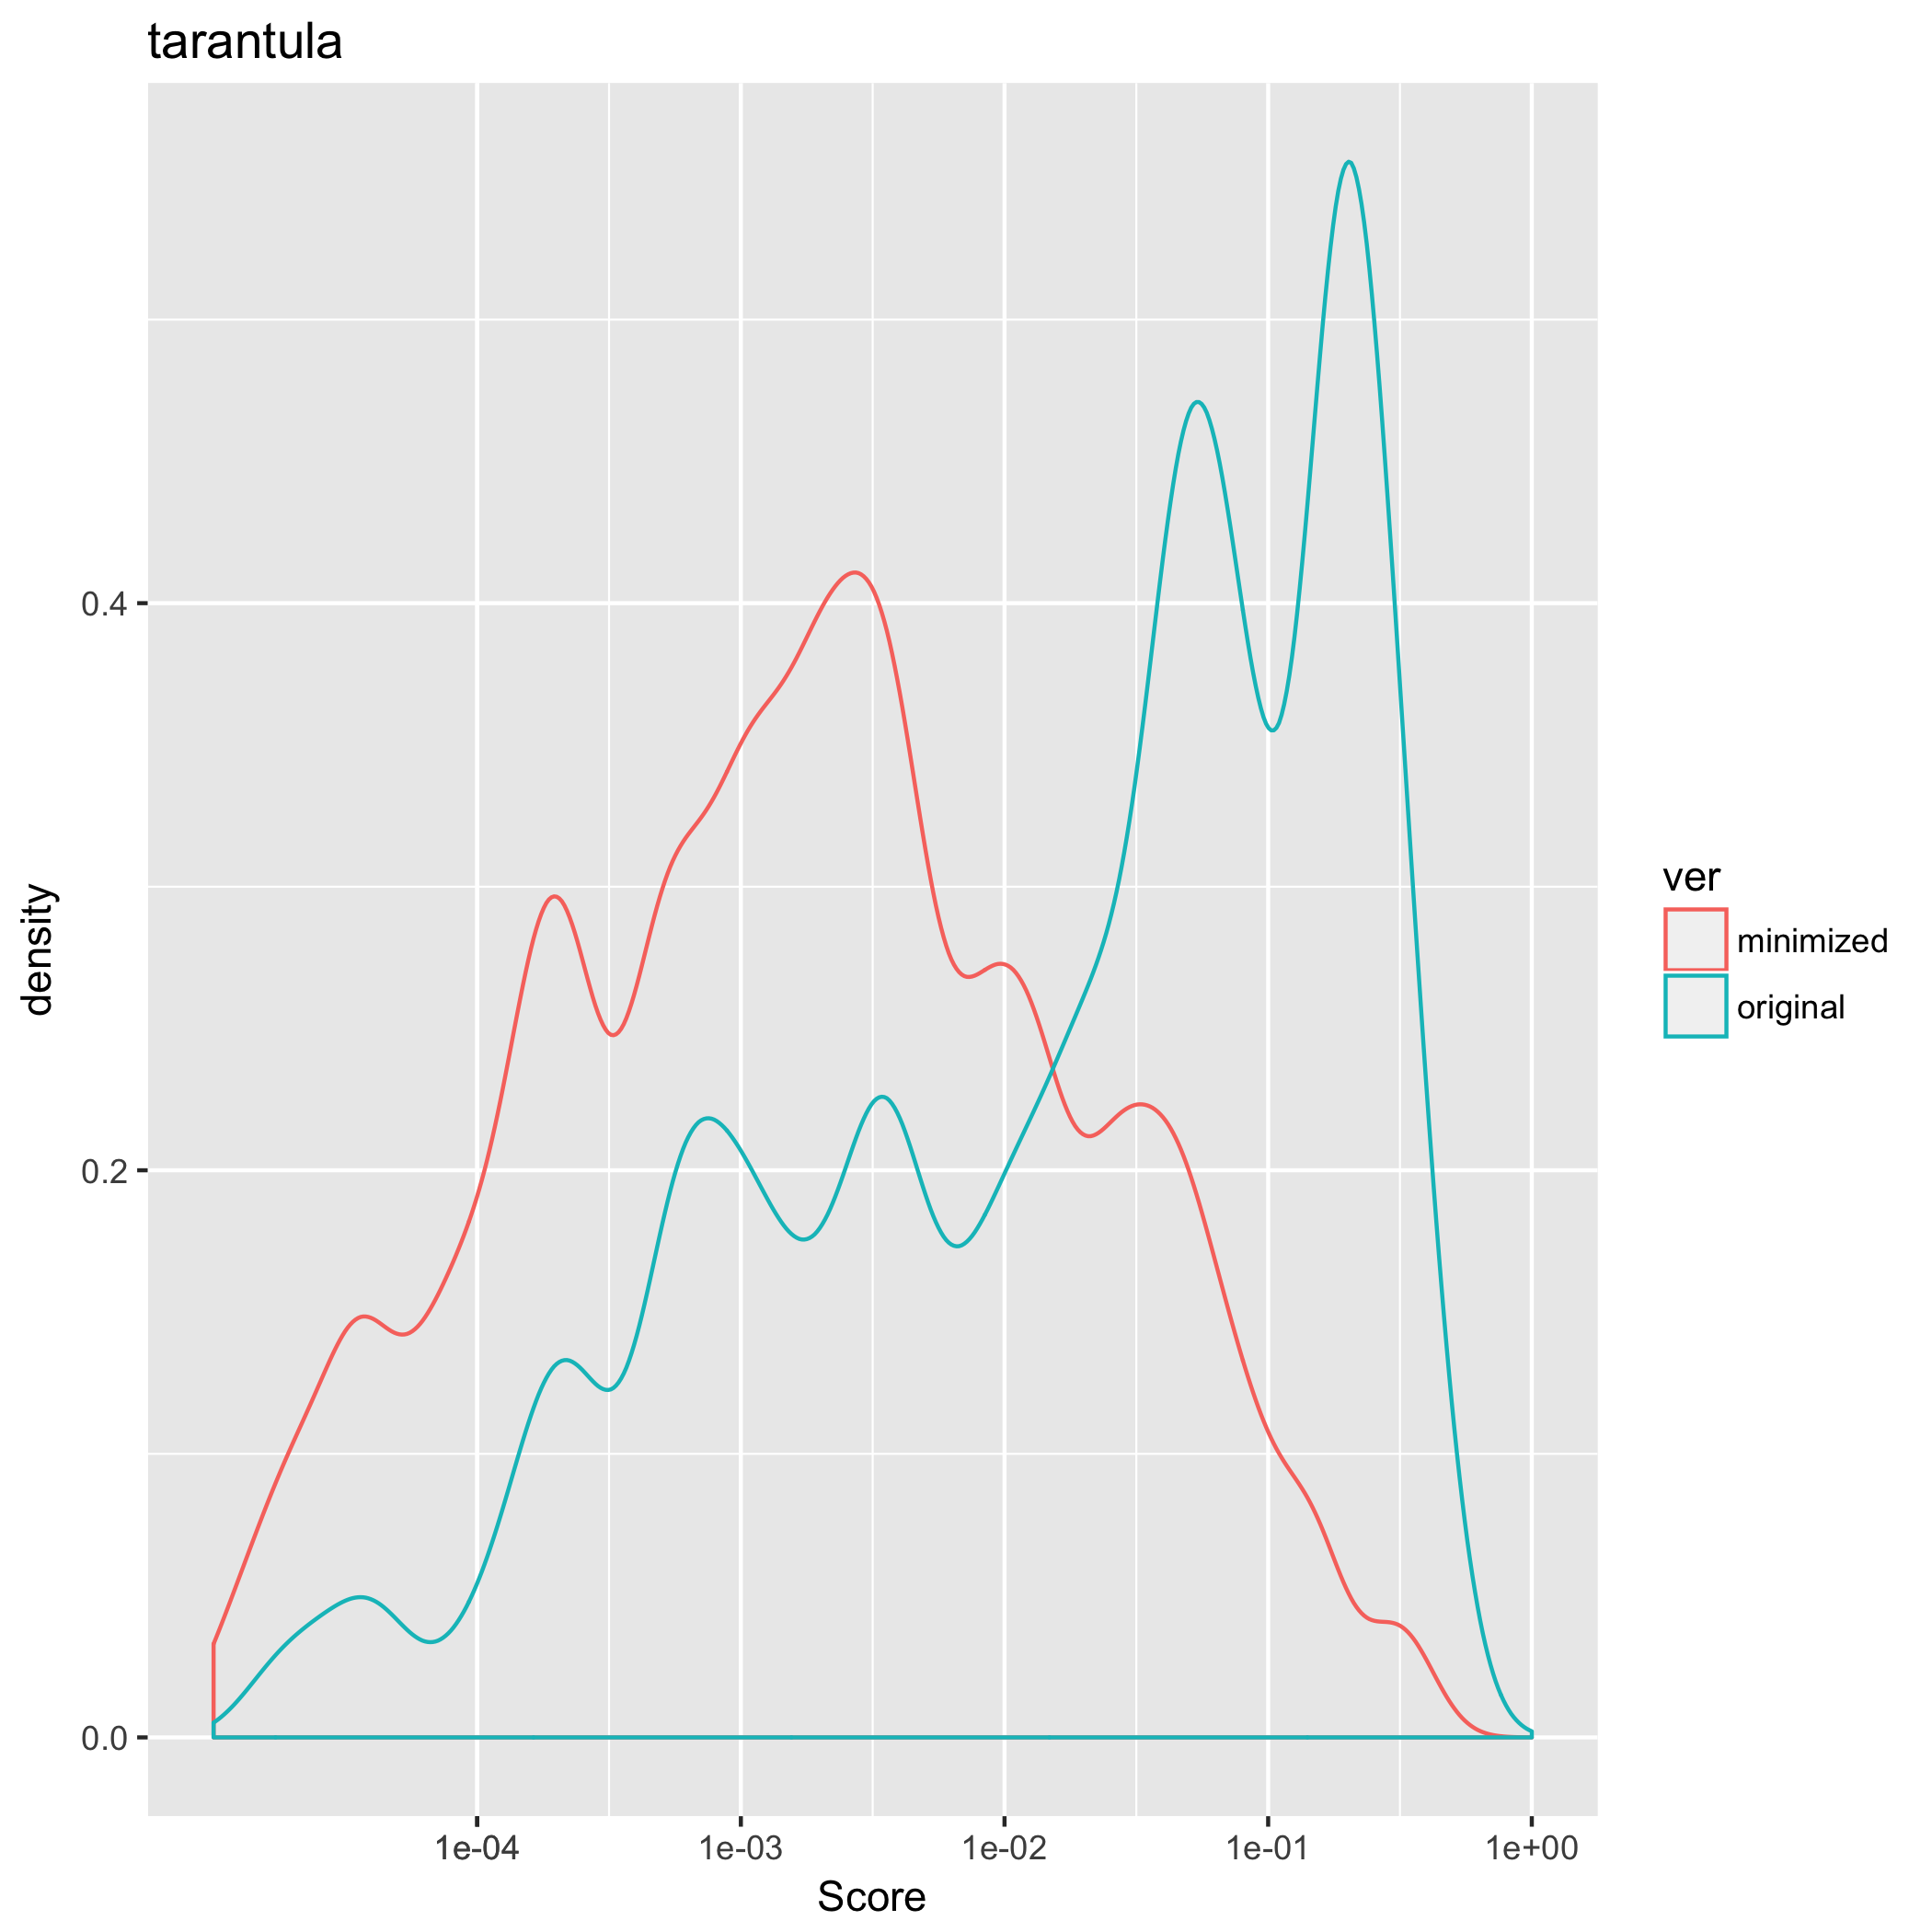 tarantula
density
0.4
0.2
0.0
1e-04
1e-03
1e-02
1e-01
1e+00
Score
ver
minimized
original